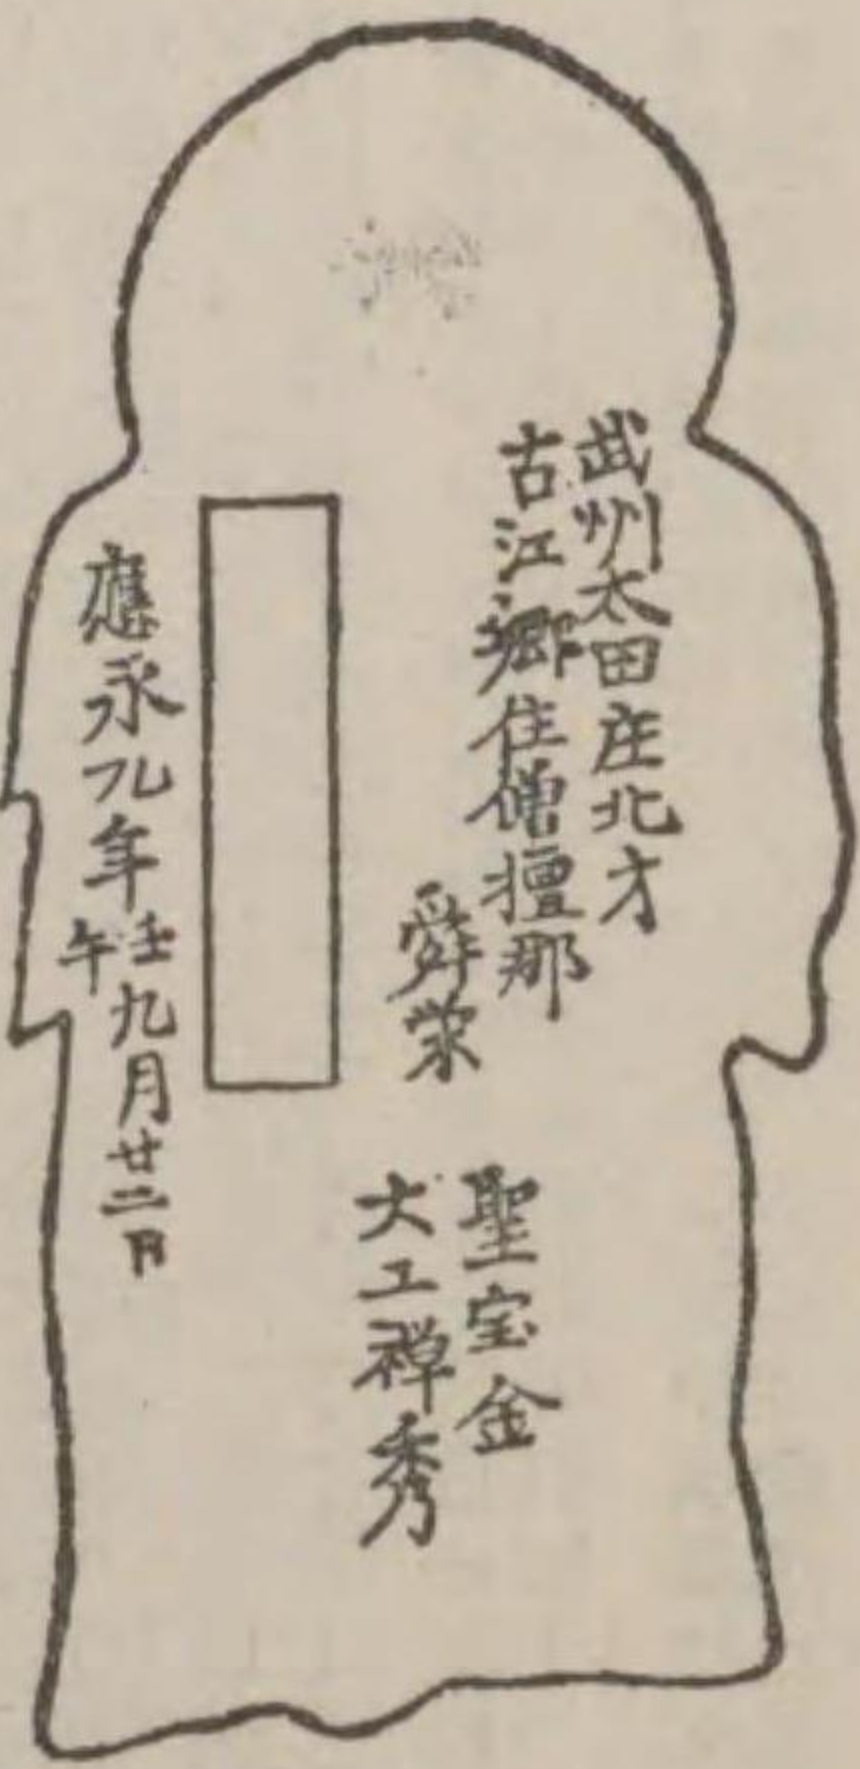 武州太田庄北方
古江郷住僧檀那
舜栄
聖宝金
大工禅秀
應永九年壬午九月廿二日